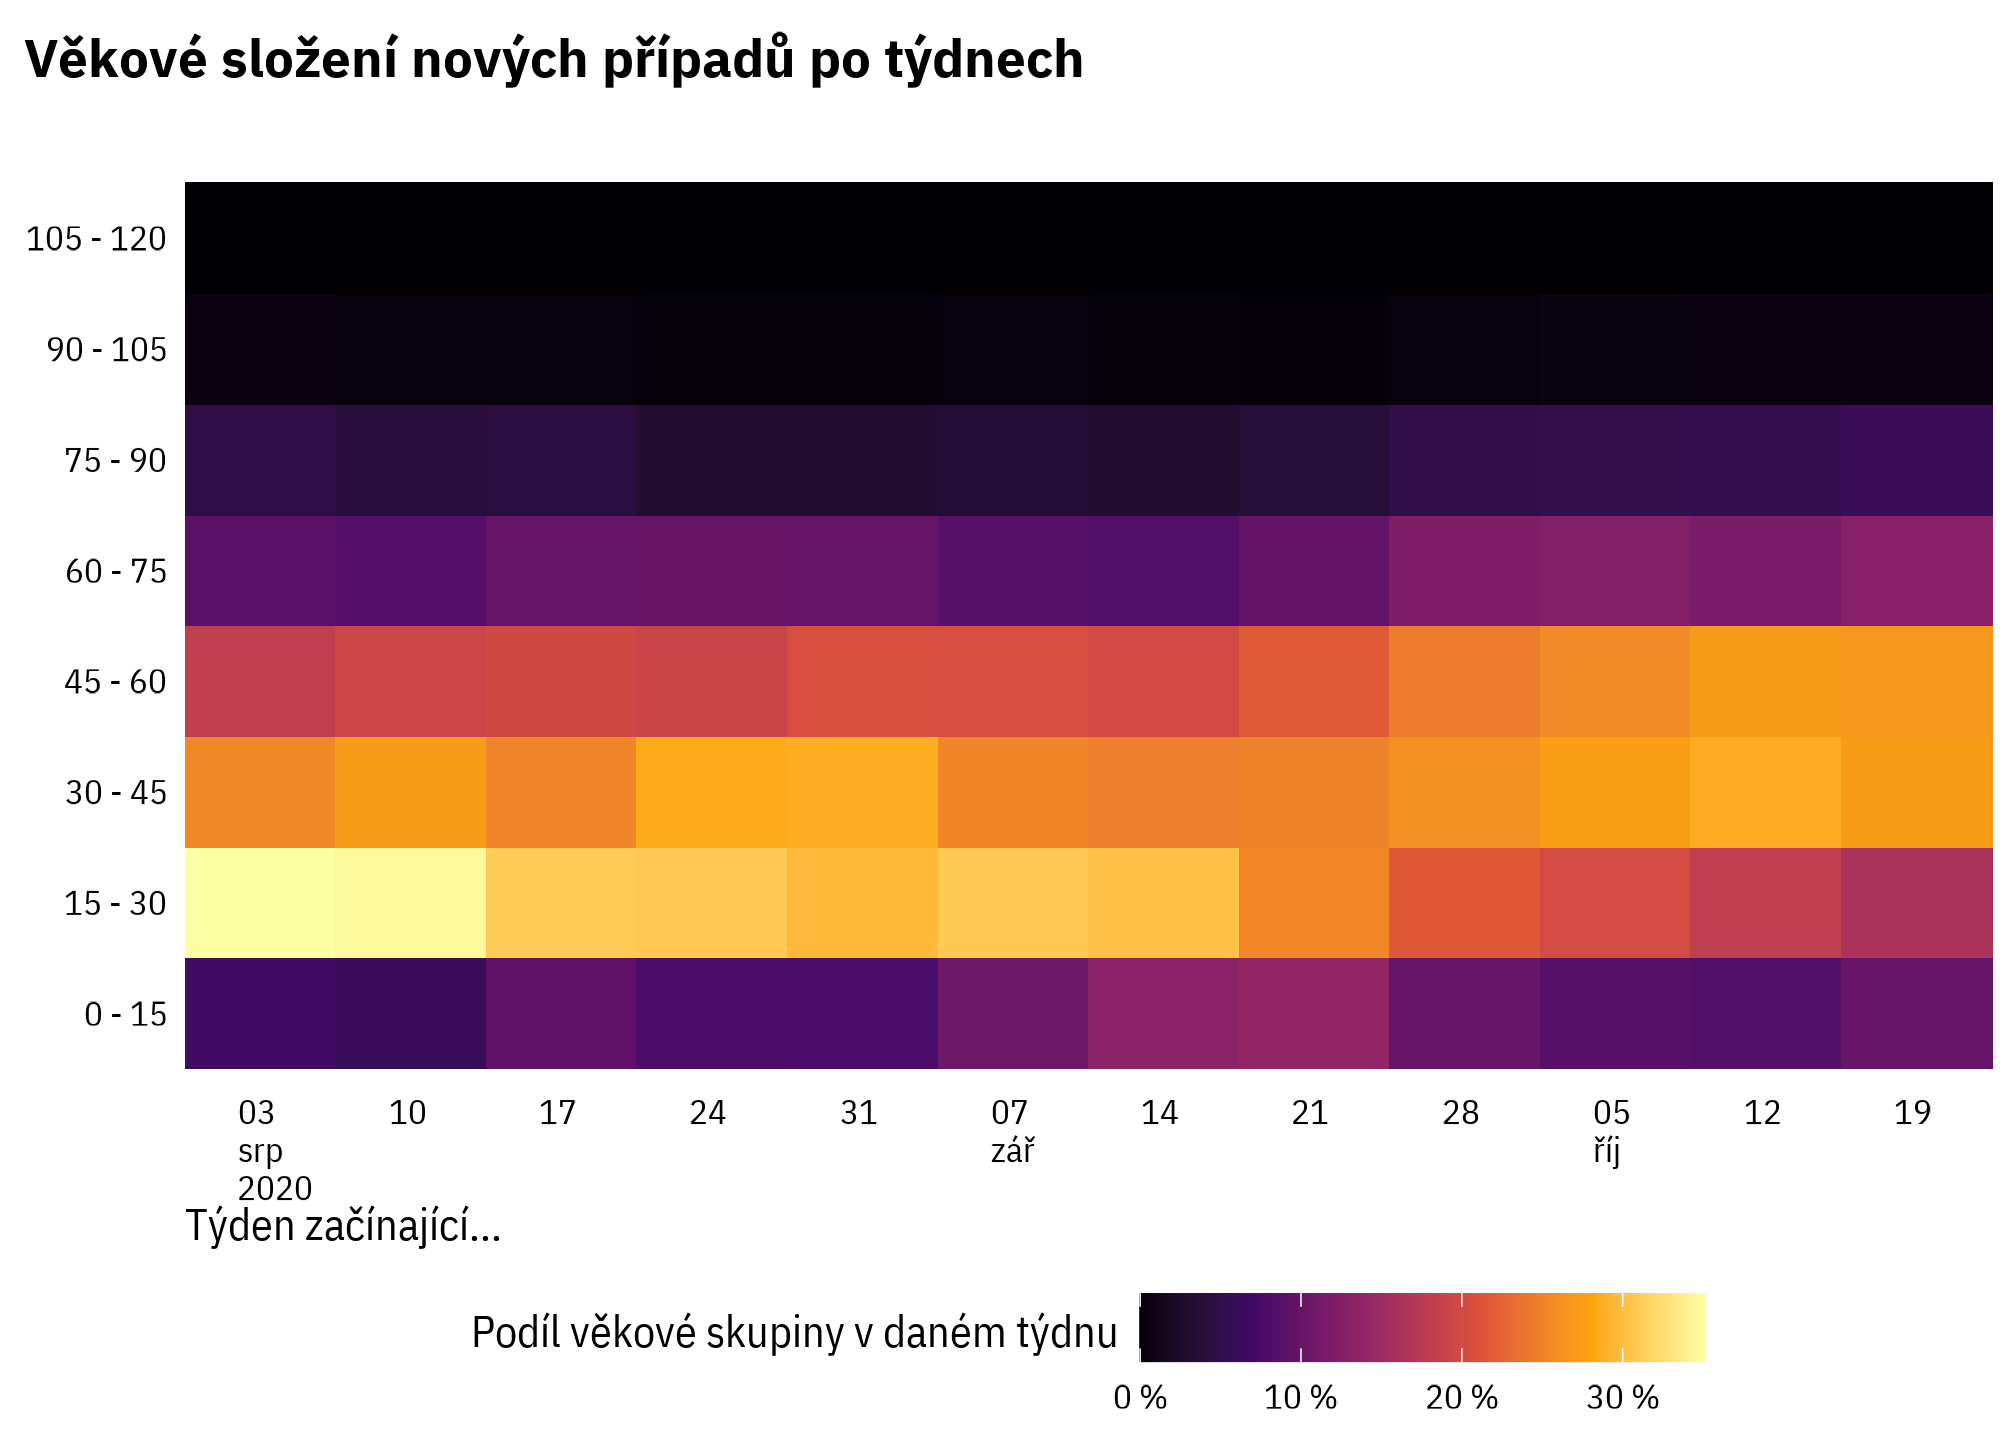 Věkové složení nových případů po týdnech
105 - 120
90 - 105
75 - 90
60 - 75
45 - 60
30 - 45
15 - 30
0 - 15
03 10 17 24 31 07 14 21 28 05 12 19
srp zář říj
2020
Týden začínající...
Podíl věkové skupiny v daném týdnu
0 % 10 % 20 % 30 %